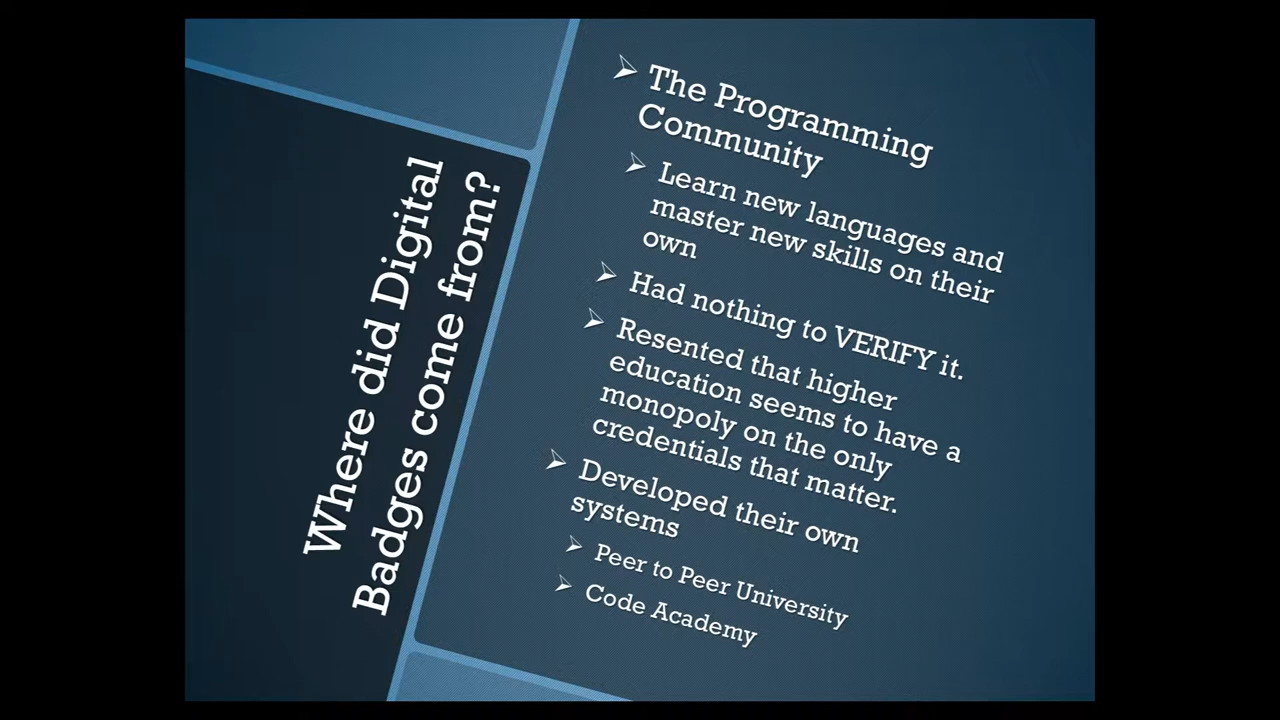 Where did Digital
Badges come from?
The Programming
Community
Learn new languages and
master new skills on their
own
Had nothing to VERIFY it.
Resented that higher
education seems to have a
monopoly on the only
credentials that matter.
Developed their own
systems
Peer to Peer University
Code Academy